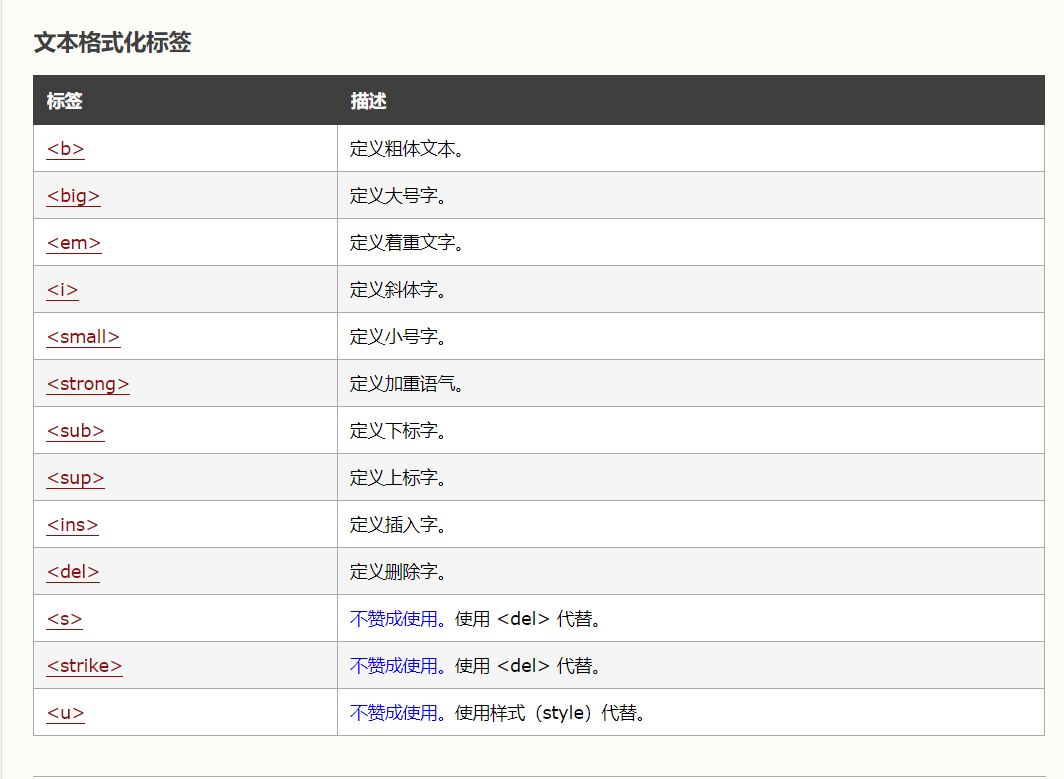 文本格式化标签
标签 描述
<b> 定义粗体文本。
<big> 定义大号字。
<em> 定义着重文字。
<i> 定义斜体字。
<small> 定义小号字。
<strong> 定义加重语气。
<sub> 定义下标字。
<sup> 定义上标字。
<ins> 定义插入字。
<del> 定义删除字。
<s> 不赞成使用。使用 <del> 代替。
<strike> 不赞成使用。使用 <del> 代替。
<u> 不赞成使用。使用样式（style）代替。